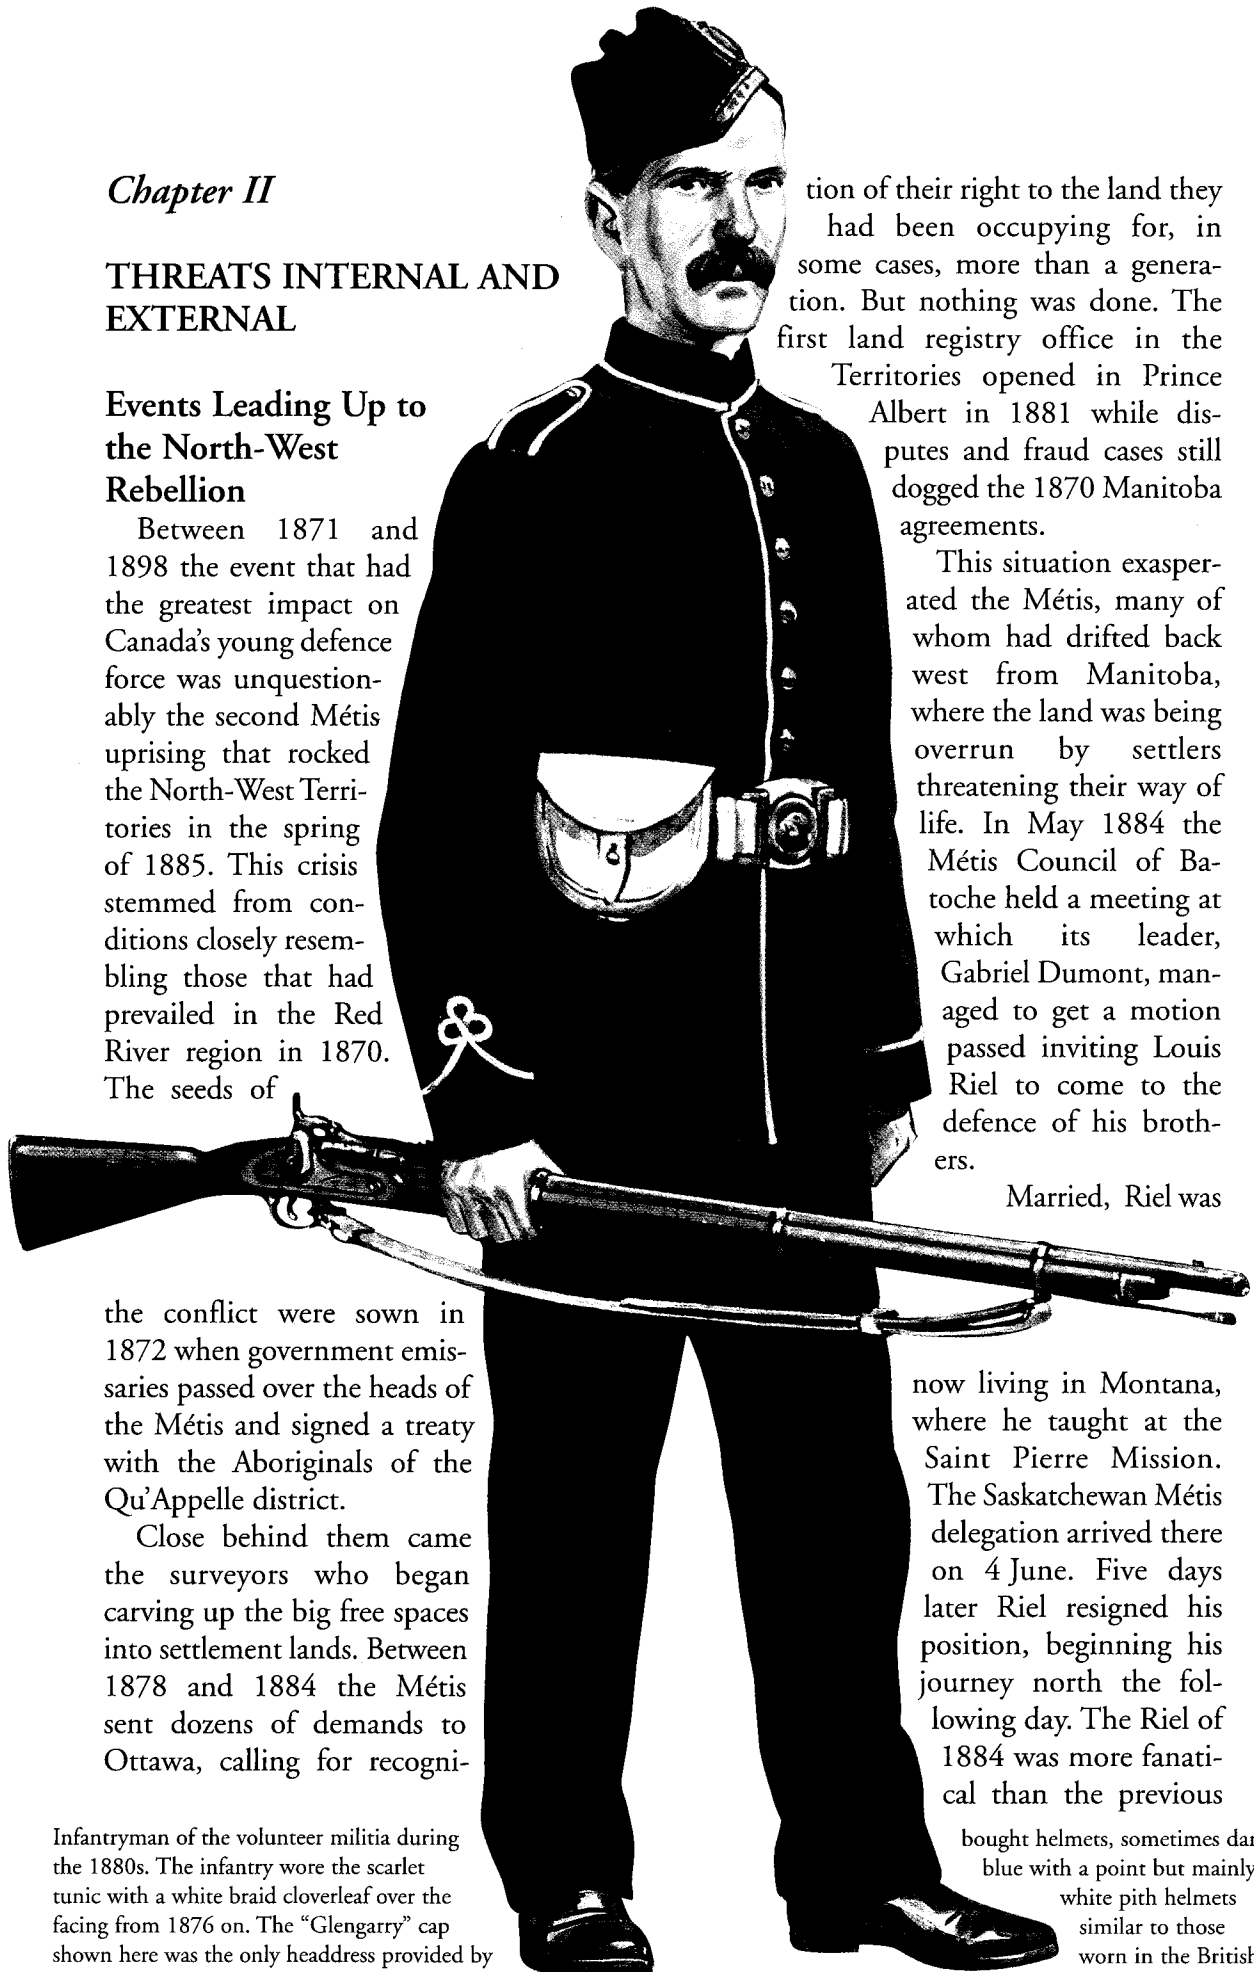 Chapter II
THREATS INTERNAL AND
EXTERNAL
Events Leading Up to
the North-West
Rebellion
Between 1871 and
1898 the event that had
the greatest impact on
Canada's young defence
force was unquestion-
ably the second Métis
uprising that rocked
the North-West Terri-
tories in the spring
of 1885. This crisis
stemmed from con-
ditions closely resem-
bling those that had
prevailed in the Red
River region in 1870.
The seeds of
the conflict were sown in
1872 when government emis-
saries passed over the heads of
the Métis and signed a treaty
with the Aboriginals of the
Qu'Appelle district.
Close behind them came
the surveyors who began
carving up the big free spaces
into settlement lands. Between
1878 and 1884 the Métis
sent dozens of demands to
Ottawa, calling for recogni-
tion of their right to the land they
had been occupying for, in
some cases, more than a genera-
tion. But nothing was done. The
first land registry office in the
Territories opened in Prince
Albert in 1881 while dis-
putes and fraud cases still
dogged the 1870 Manitoba
agreements.
This situation exasper-
ated the Métis, many of
whom had drifted back
west from Manitoba,
where the land was being
overrun by settlers
threatening their way of
life. In May 1884 the
Métis Council of Ba-
toche held a meeting at
which its leader,
Gabriel Dumont, man-
aged to get a motion
passed inviting Louis
Riel to come to the
defence of his broth-
ers.
Married, Riel was
now living in Montana,
where he taught at the
Saint Pierre Mission.
The Saskatchewan Métis
delegation arrived there
on 4 June. Five days
later Riel resigned his
position, beginning his
journey north the fol-
lowing day. The Riel of
1884 was more fanati-
cal than the previous
Infantryman of the volunteer militia during
the 1880s. The infantry wore the scarlet
tunic with a white braid cloverleaf over the
facing from 1876 on. The "Glengarry" cap
shown here was the only headdress provided by
bought helmets, sometimes dar
blue with a point but mainly
white pith helmets
similar to those
worn in the British